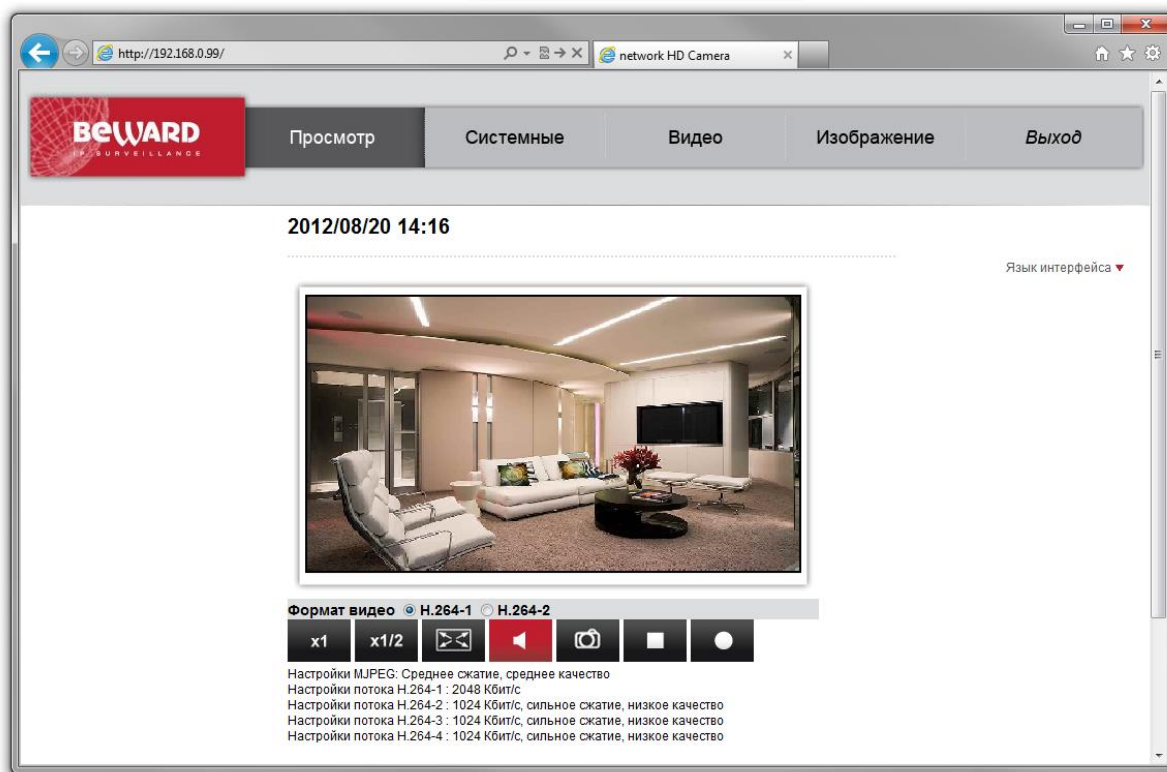 http://192.168.0.99/
network HD Camera
BEWARD
IP SURVEILLANCE
Просмотр
Системные
Видео
Изображение
Выход
2012/08/20 14:16
Язык интерфейса
Формат видео H.264-1 H.264-2
x1 x1/2
Настройки MJPEG: Среднее сжатие, среднее качество
Настройки потока H.264-1 : 2048 Кбит/с
Настройки потока H.264-2 : 1024 Кбит/с, сильное сжатие, низкое качество
Настройки потока H.264-3 : 1024 Кбит/с, сильное сжатие, низкое качество
Настройки потока H.264-4 : 1024 Кбит/с, сильное сжатие, низкое качество